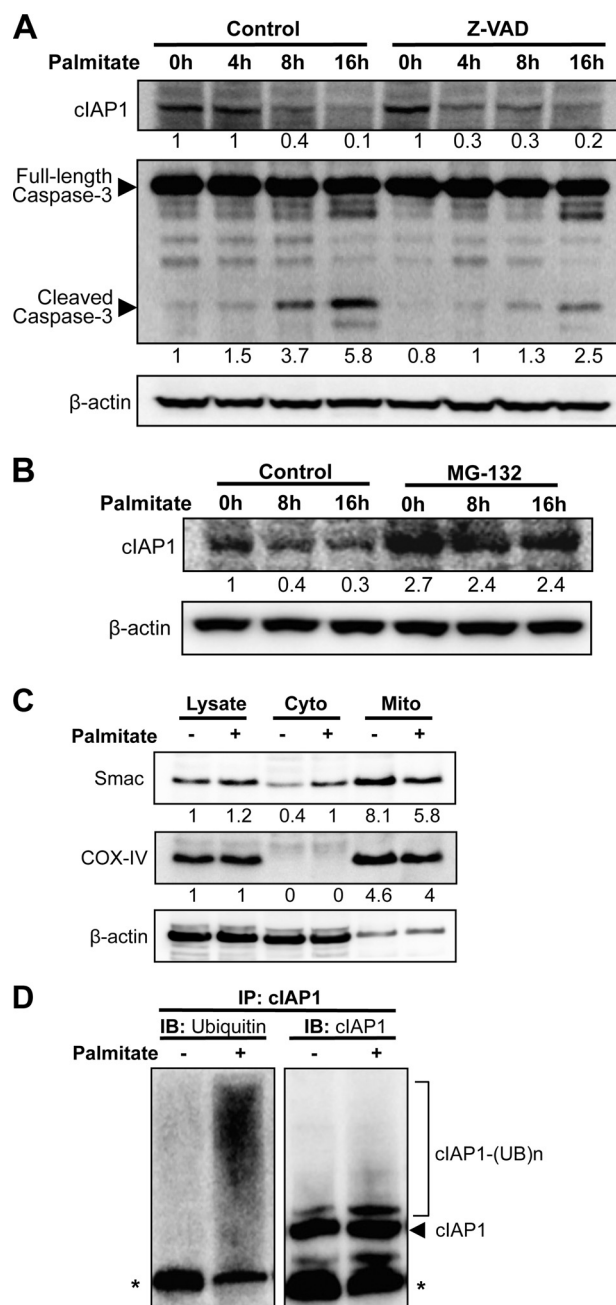 A
Control Z-VAD
Palmitate 0h 4h 8h 16h 0h 4h 8h 16h
cIAP1
1 1 0.4 0.1 1 0.3 0.3 0.2
Full-length
Caspase-3
Cleaved
Caspase-3
1 1.5 3.7 5.8 0.8 1 1.3 2.5
β-actin
B
Control MG-132
Palmitate 0h 8h 16h 0h 8h 16h
cIAP1
1 0.4 0.3 2.7 2.4 2.4
β-actin
C
Lysate Cyto Mito
Palmitate - + - + - +
Smac
1 1.2 0.4 1 8.1 5.8
COX-IV
1 1 0 0 4.6 4
β-actin
D
IP: cIAP1
IB: Ubiquitin IB: cIAP1
Palmitate - + - +
cIAP1-(UB)n
cIAP1
* *